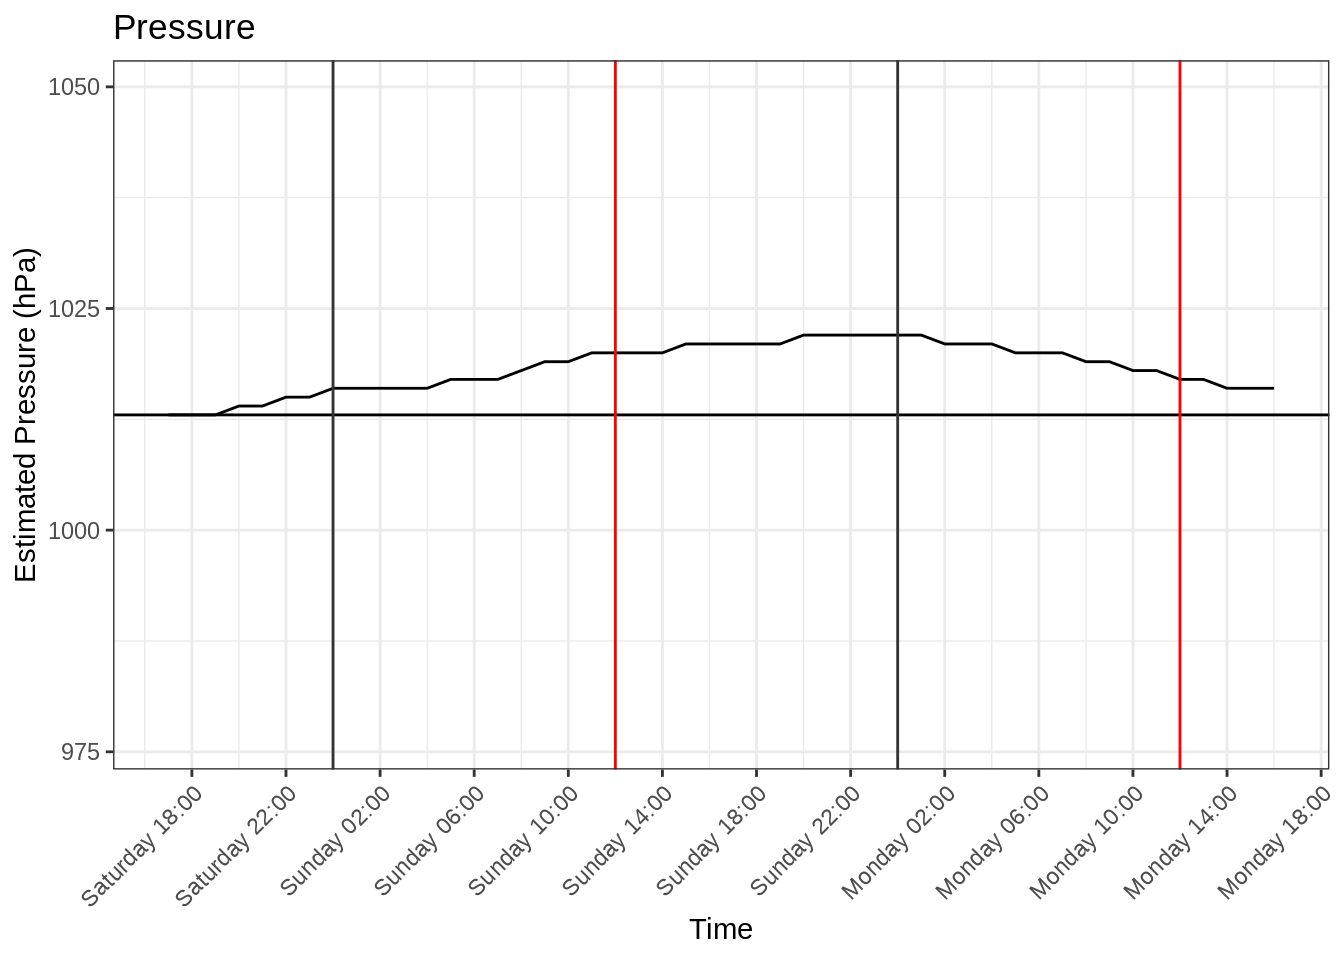 Pressure
Estimated Pressure (hPa)
1050
1025
1000
975
Saturday 18:00
Saturday 22:00
Sunday 02:00
Sunday 06:00
Sunday 10:00
Sunday 14:00
Sunday 18:00
Sunday 22:00
Monday 02:00
Monday 06:00
Monday 10:00
Monday 14:00
Monday 18:00
Time